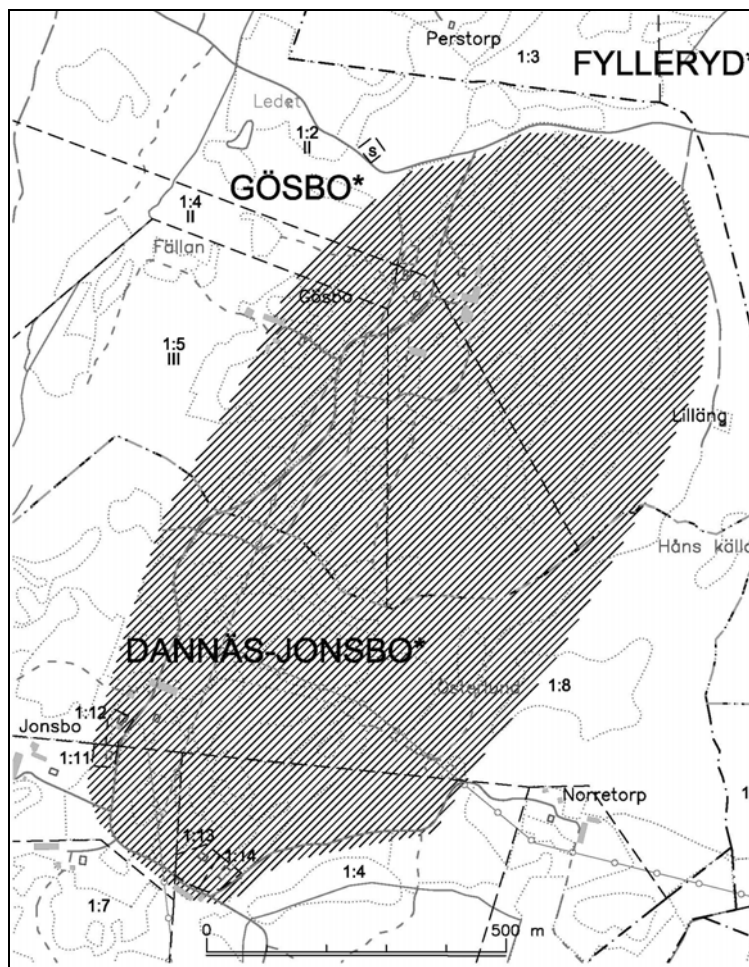 Perstorp
1:3
FYLLERYD*
Ledet
1:2
II
S
GÖSBO*
1:4
II
Fällan
Gösbo
1:5
III
Lilläng
Håns källa
DANNÄS-JONSBO*
Österlund
1:8
1:12
Jonsbo
1:11
Norretorp
1:13
1:14
1:4
1:7
0 500 m